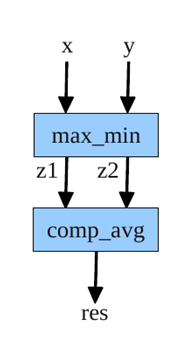 x y
max_min
z1 z2
comp_avg
res